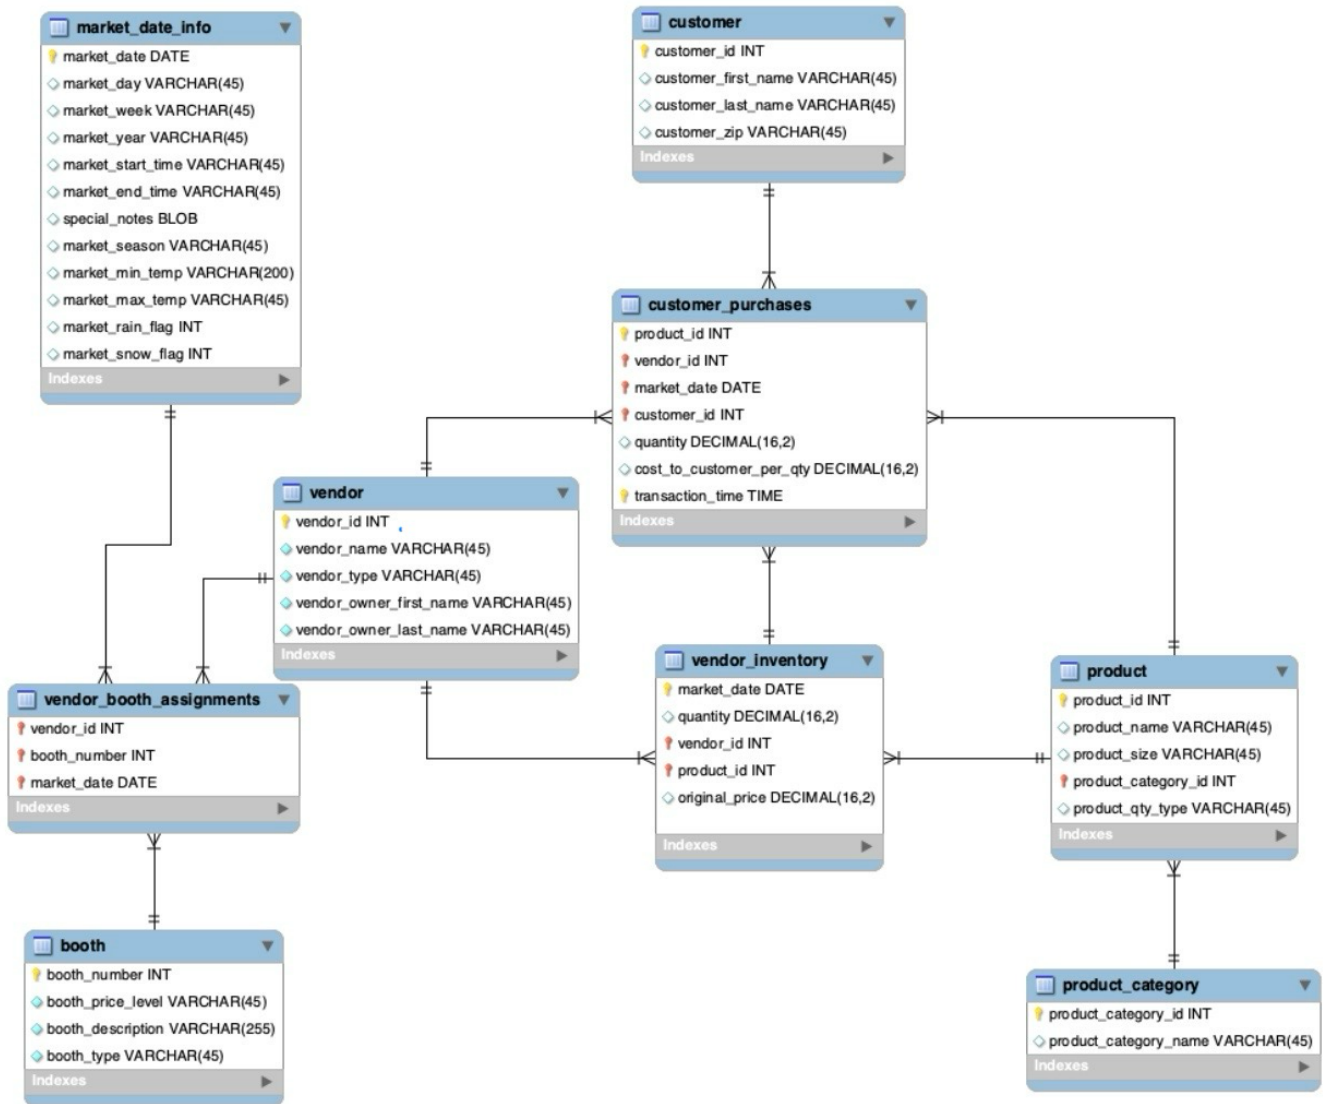 market_date_info
market_date DATE
market_day VARCHAR(45)
market_week VARCHAR(45)
market_year VARCHAR(45)
market_start_time VARCHAR(45)
market_end_time VARCHAR(45)
special_notes BLOB
market_season VARCHAR(45)
market_min_temp VARCHAR(200)
market_max_temp VARCHAR(45)
market_rain_flag INT
market_snow_flag INT
Indexes
customer
customer_id INT
customer_first_name VARCHAR(45)
customer_last_name VARCHAR(45)
customer_zip VARCHAR(45)
Indexes
customer_purchases
product_id INT
vendor_id INT
market_date DATE
customer_id INT
quantity DECIMAL(16,2)
cost_to_customer_per_qty DECIMAL(16,2)
transaction_time TIME
Indexes
vendor
vendor_id INT
vendor_name VARCHAR(45)
vendor_type VARCHAR(45)
vendor_owner_first_name VARCHAR(45)
vendor_owner_last_name VARCHAR(45)
Indexes
vendor_inventory
market_date DATE
quantity DECIMAL(16,2)
vendor_id INT
product_id INT
original_price DECIMAL(16,2)
Indexes
product
product_id INT
product_name VARCHAR(45)
product_size VARCHAR(45)
product_category_id INT
product_qty_type VARCHAR(45)
Indexes
vendor_booth_assignments
vendor_id INT
booth_number INT
market_date DATE
Indexes
booth
booth_number INT
booth_price_level VARCHAR(45)
booth_description VARCHAR(255)
booth_type VARCHAR(45)
Indexes
product_category
product_category_id INT
product_category_name VARCHAR(45)
Indexes